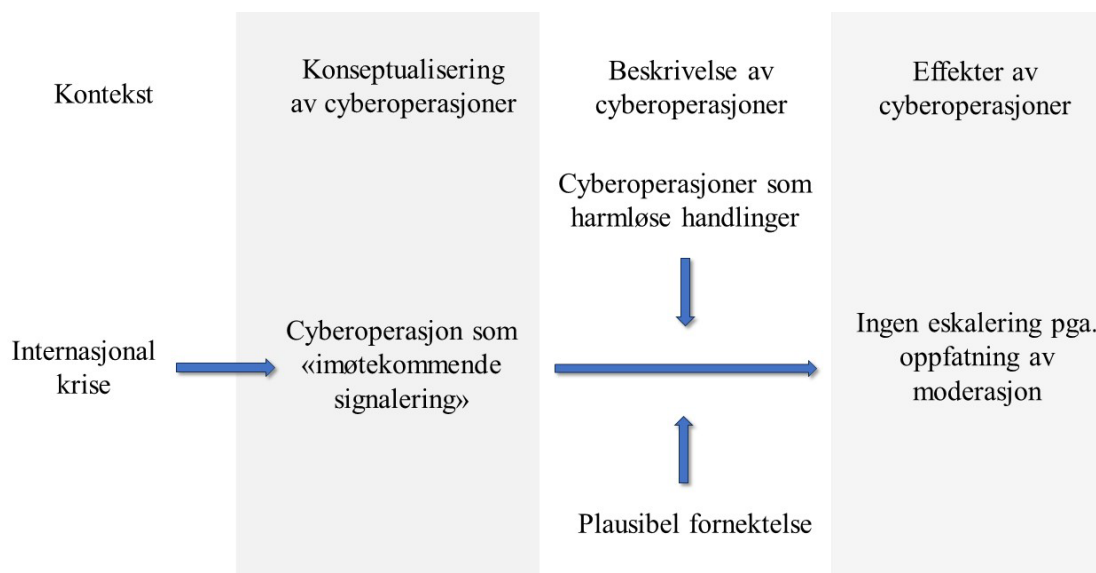 Kontekst
Konseptualisering
av cyberoperasjoner
Beskrivelse av
cyberoperasjoner
Effekter av
cyberoperasjoner
Internasjonal
krise
Cyberoperasjon som
«imøtekommende
signalering»
Cyberoperasjoner som
harmløse handlinger
Plausibel fornektelse
Ingen eskalering pga.
oppfatning av
moderasjon